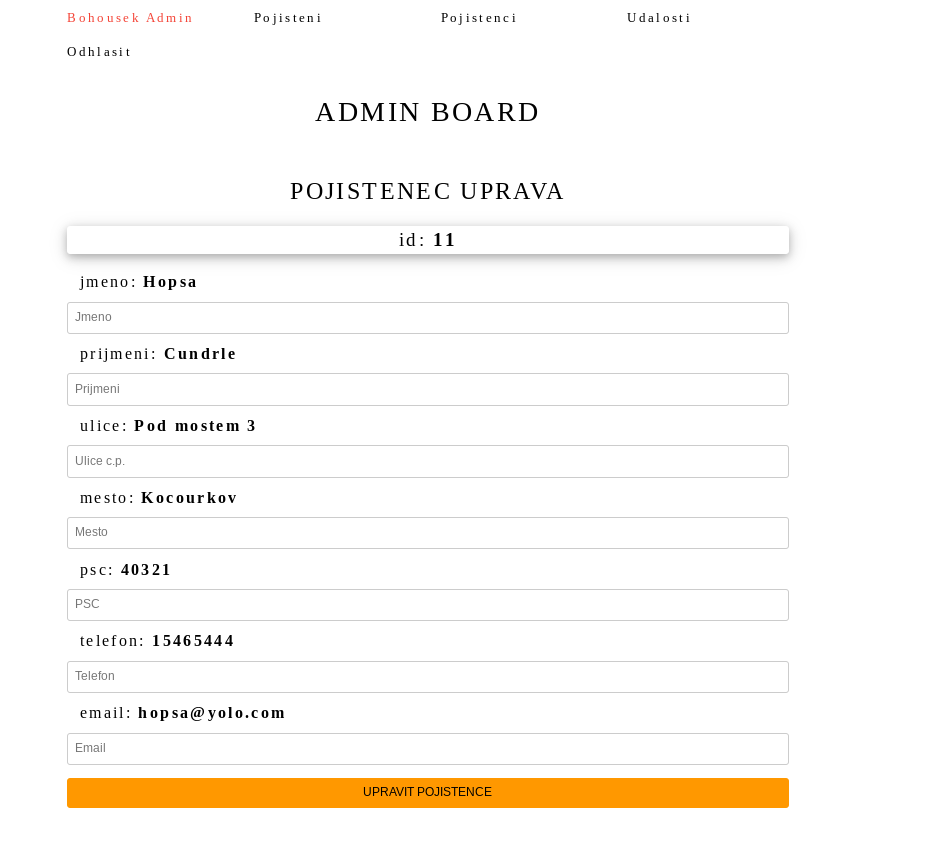 Bohousek Admin Pojisteni Pojistenci Udalosti
Odhlasit
ADMIN BOARD
POJISTENEC UPRAVA
id: 11
jmeno: Hopsa
Jmeno
prijmeni: Cundrle
Prijmeni
ulice: Pod mostem 3
Ulice c.p.
mesto: Kocourkov
Mesto
psc: 40321
PSC
telefon: 15465444
Telefon
email: hopsa@yolo.com
Email
UPRAVIT POJISTENCE